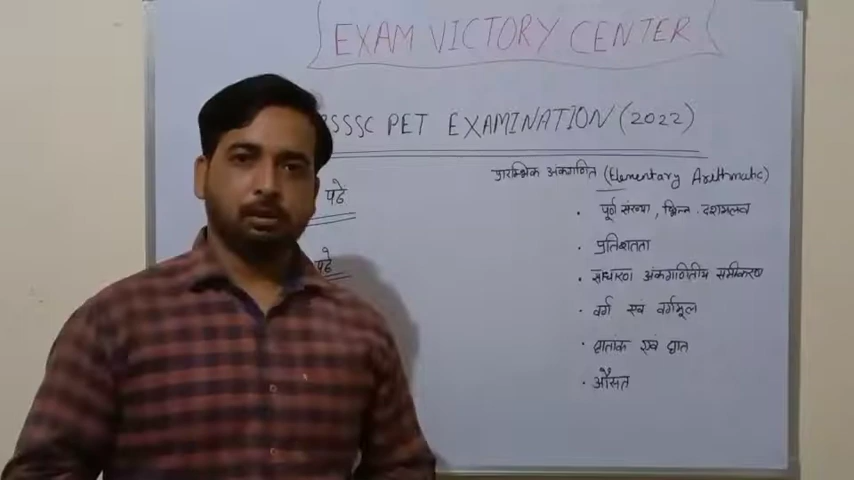 EXAM VICTORY CENTER
SSSC PET EXAMINATION (2022)
प्रारम्भिक अंकगणित (Elementary Arithmetic)
पढे
• पूर्ण संख्या, भिन्न, दशमलव
• प्रतिशतता
पढे
• साधारण अंकगणितीय समीकरण
• वर्ग एवं वर्गमूल
• घातांक एवं घात
• औसत